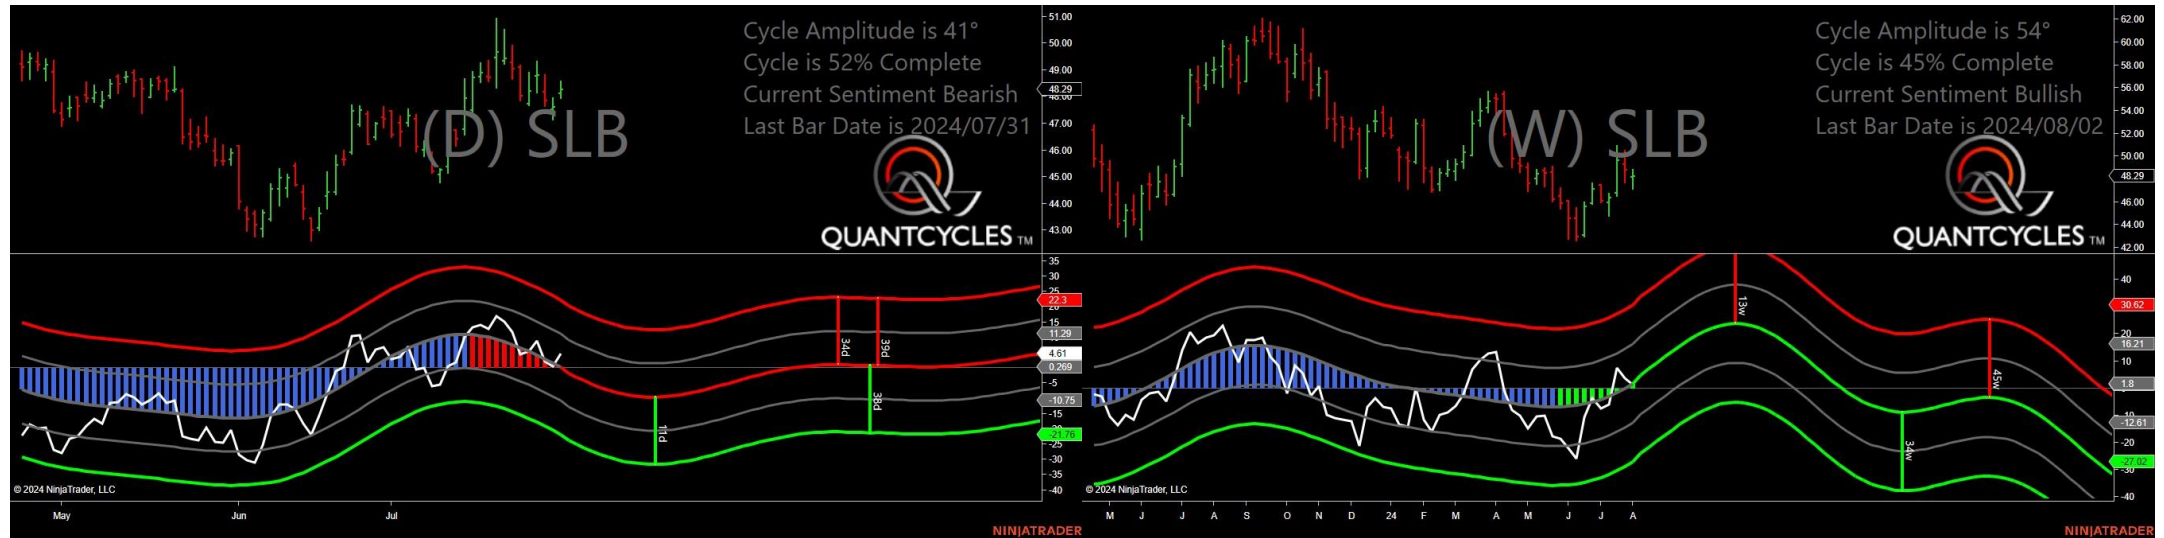 Cycle Amplitude is 41°
Cycle is 52% Complete
Current Sentiment Bearish
Last Bar Date is 2024/07/31
(D) SLB
QUANTCYCLES TM
51.00
50.00
49.00
48.29
48.00
47.00
46.00
45.00
44.00
43.00
35
30
25
22.3
15
11.29
4.61
0.269
-5
-10.75
-15
-21.76
-25
-30
-35
-40
11d
34d
39d
38d
© 2024 NinjaTrader, LLC
May Jun Jul
NINJATRADER
Cycle Amplitude is 54°
Cycle is 45% Complete
Current Sentiment Bullish
Last Bar Date is 2024/08/02
(W) SLB
QUANTCYCLES TM
62.00
60.00
58.00
56.00
54.00
52.00
50.00
48.29
46.00
44.00
42.00
40
30.62
20
16.21
10
1.8
-10
-12.61
-20
-27.02
-30
-40
13w
34w
45w
© 2024 NinjaTrader, LLC
M J J A S O N D 24 F M A M J J A
NINJATRADER